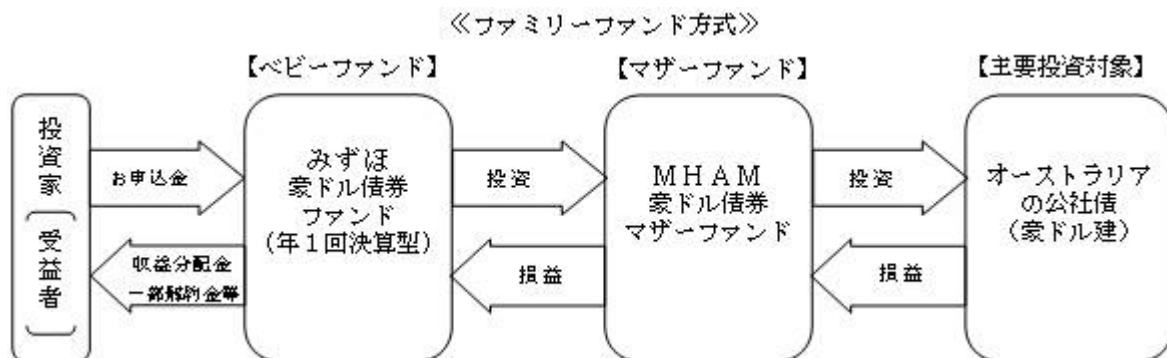 ≪ファミリーファンド方式≫
【ベビーファンド】
【マザーファンド】
【主要投資対象】
投資家
（受益者）
お申込金
収益分配金
一部解約金等
みずほ
豪ドル債券
ファンド
（年１回決算型）
投資
損益
ＭＨＡＭ
豪ドル債券
マザーファンド
投資
損益
オーストラリア
の公社債
（豪ドル建）